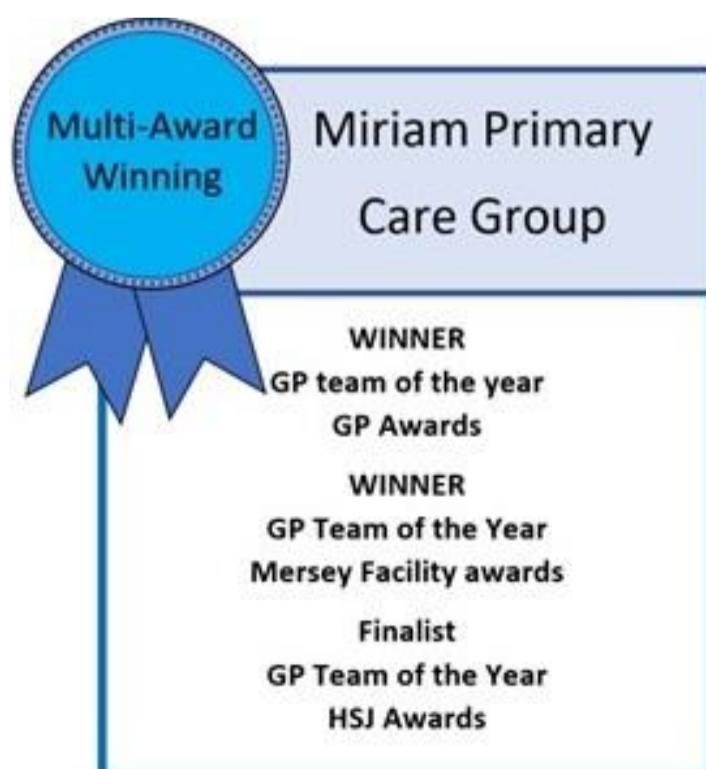 Multi-Award
Winning
Miriam Primary
Care Group
WINNER
GP team of the year
GP Awards
WINNER
GP Team of the Year
Mersey Facility awards
Finalist
GP Team of the Year
HSJ Awards